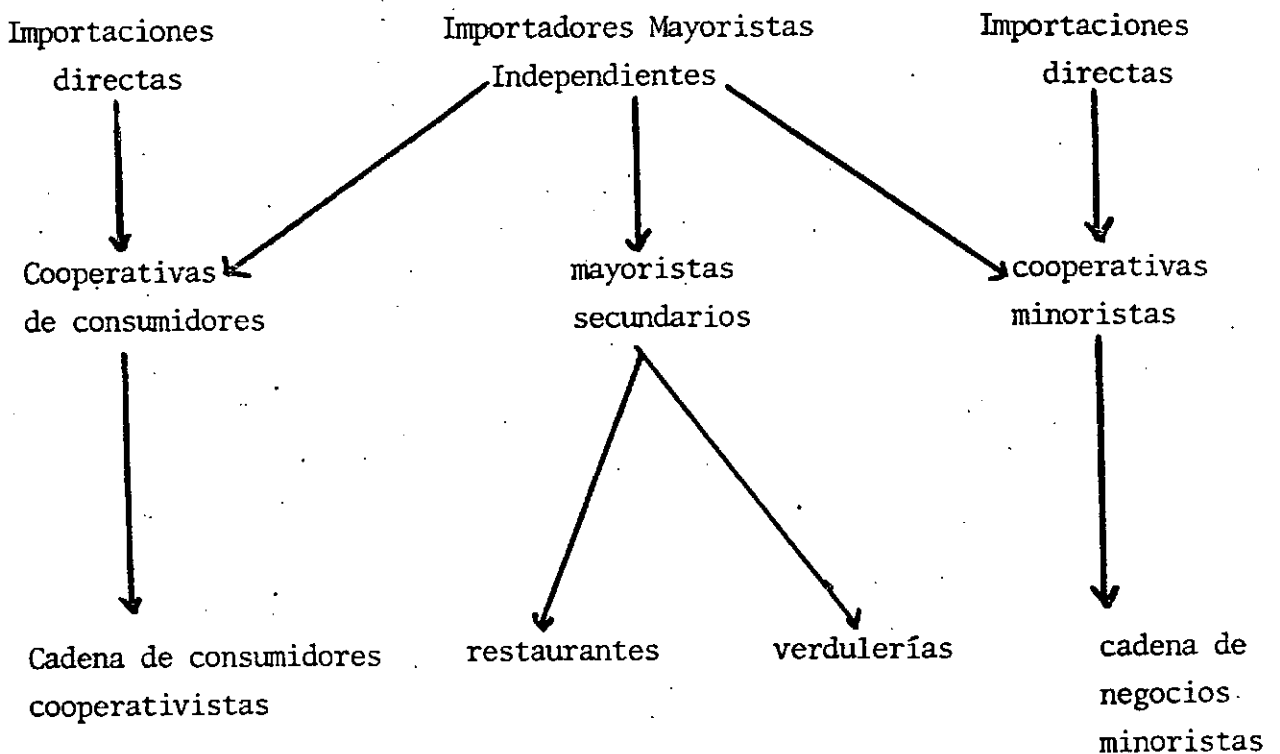 Importaciones
directas
Importadores Mayoristas
Independientes
Importaciones
directas
Cooperativas
de consumidores
mayoristas
secundarios
cooperativas
minoristas
Cadena de consumidores
cooperativistas
restaurantes
verdulerías
cadena de
negocios
minoristas